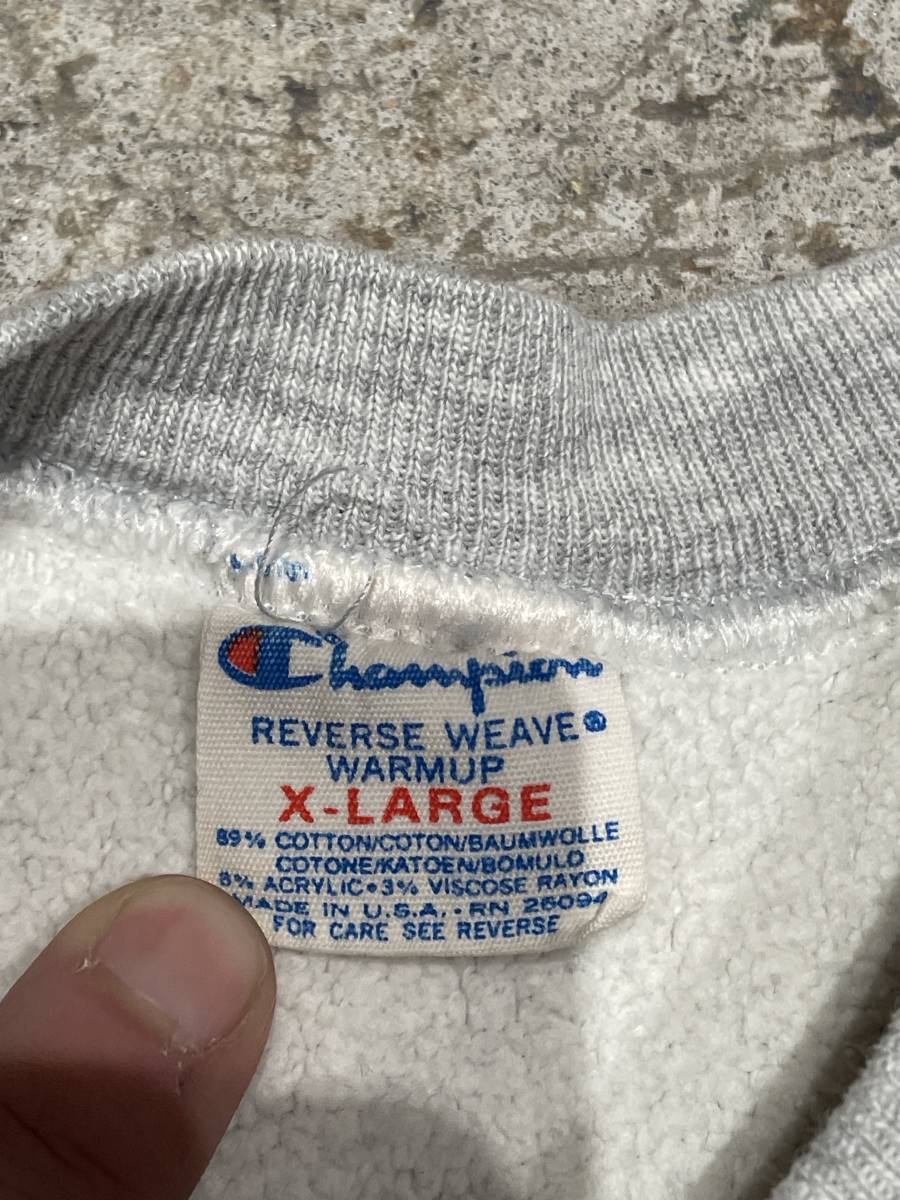 Champion
REVERSE WEAVE®
WARMUP
X-LARGE
89% COTTON/COTON/BAUMWOLLE
COTONE/KATOEN/BOMULD
8% ACRYLIC•3% VISCOSE RAYON
MADE IN U.S.A.•RN 26094
FOR CARE SEE REVERSE